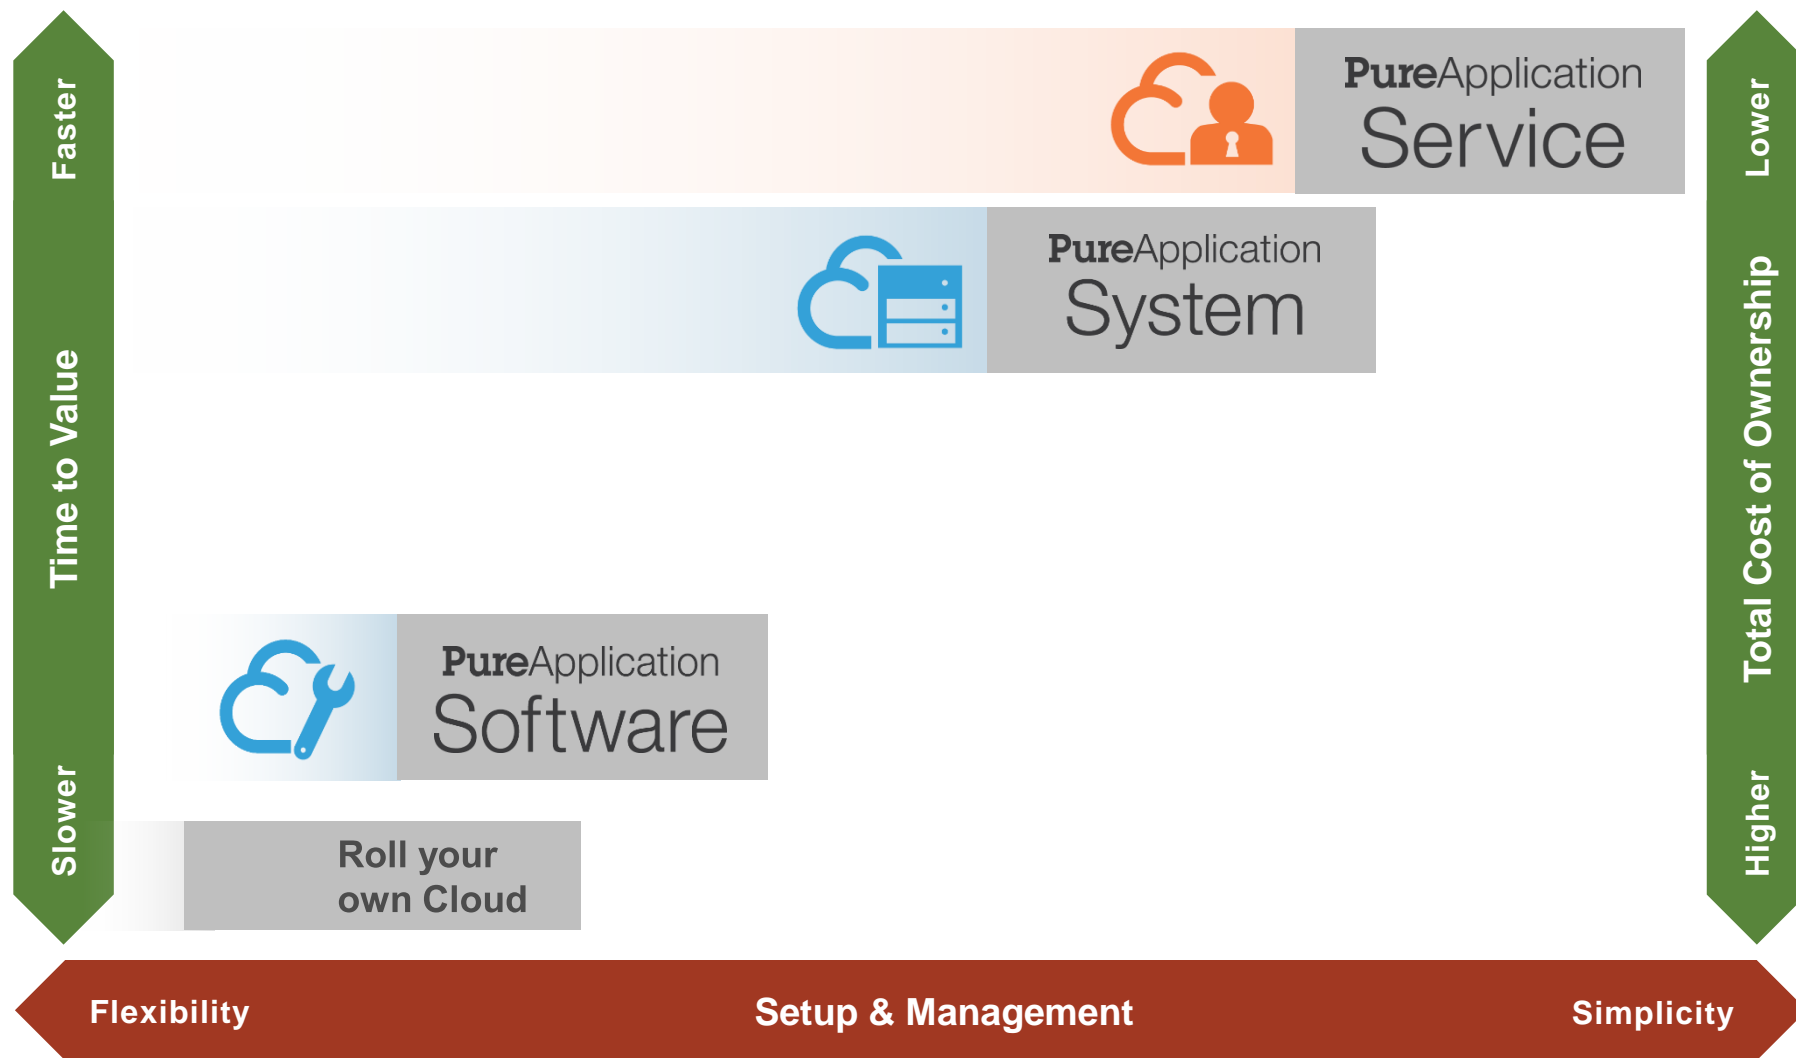 Faster
Time to Value
Slower
PureApplication
Service
PureApplication
System
PureApplication
Software
Roll your
own Cloud
Lower
Total Cost of Ownership
Higher
Flexibility
Setup & Management
Simplicity